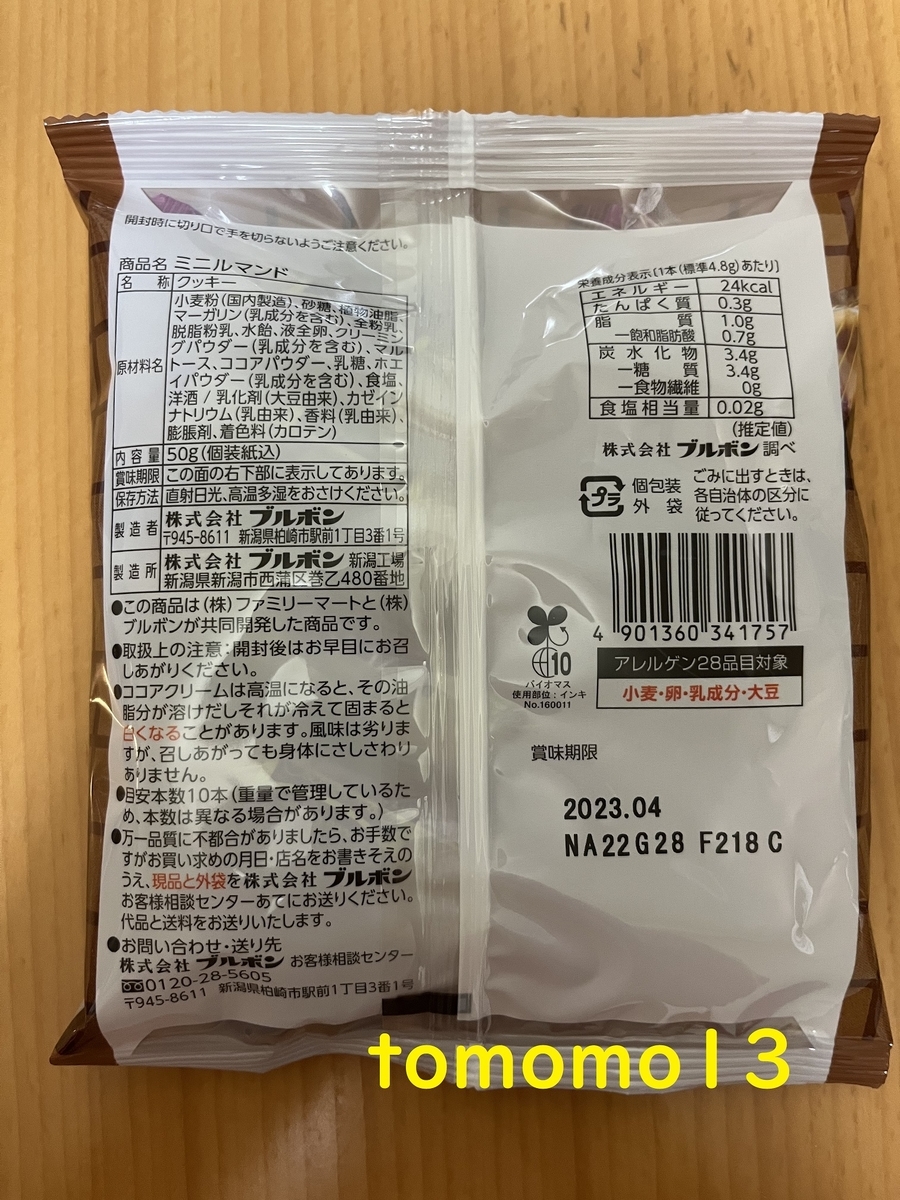 開封時に切り口で手を切らないようご注意ください。
商品名 ミニルマンド
名称 クッキー
原材料名
小麦粉(国内製造)、砂糖、植物油脂、
マーガリン(乳成分を含む)、全粉乳、
脱脂粉乳、水飴、液全卵、クリーミン
グパウダー(乳成分を含む)、マル
トース、ココアパウダー、乳糖、ホエ
イパウダー(乳成分を含む)、食塩、
洋酒 / 乳化剤(大豆由来)、カゼイン
ナトリウム(乳由来)、香料(乳由来)、
膨脹剤、着色料(カロテン)
内容量 50g(個装紙込)
賞味期限 この面の右下部に表示してあります。
保存方法 直射日光、高温多湿をおさけください。
製造者 株式会社 ブルボン
〒945-8611 新潟県柏崎市駅前1丁目3番1号
製造所 株式会社 ブルボン 新潟工場
新潟県新潟市西蒲区巻乙480番地
●この商品は(株)ファミリーマートと(株)
ブルボンが共同開発した商品です。
●取扱上の注意:開封後はお早目にお召
しあがりください。
●ココアクリームは高温になると、その油
脂分が溶けだしそれが冷えて固まると
白くなることがあります。風味は劣りま
すが、召しあがっても身体にさしさわり
ありません。
●目安本数10本(重量で管理しているた
め、本数は異なる場合があります。)
●万一品質に不都合がありましたら、お手数で
すがお買い求めの月日・店名をお書きそえの
うえ、現品と外袋を株式会社 ブルボン
お客様相談センターあてにお送りください。
代品と送料をお送りいたします。
●お問い合わせ・送り先
株式会社 ブルボン お客様相談センター
0120-28-5605
〒945-8611 新潟県柏崎市駅前1丁目3番1号
栄養成分表示〔1本(標準4.8g)あたり〕
エネルギー 24kcal
たんぱく質 0.3g
脂質 1.0g
―飽和脂肪酸 0.7g
炭水化物 3.4g
―糖質 3.4g
―食物繊維 0g
食塩相当量 0.02g
(推定値)
株式会社 ブルボン 調べ
プラ
個包装
外袋
ごみに出すときは、
各自治体の区分に
従ってください。
4 901360 341757
10
バイオマス
使用部位:インキ
No.160011
アレルゲン28品目対象
小麦・卵・乳成分・大豆
賞味期限
2023.04
NA22G28 F218 C
tomomo13